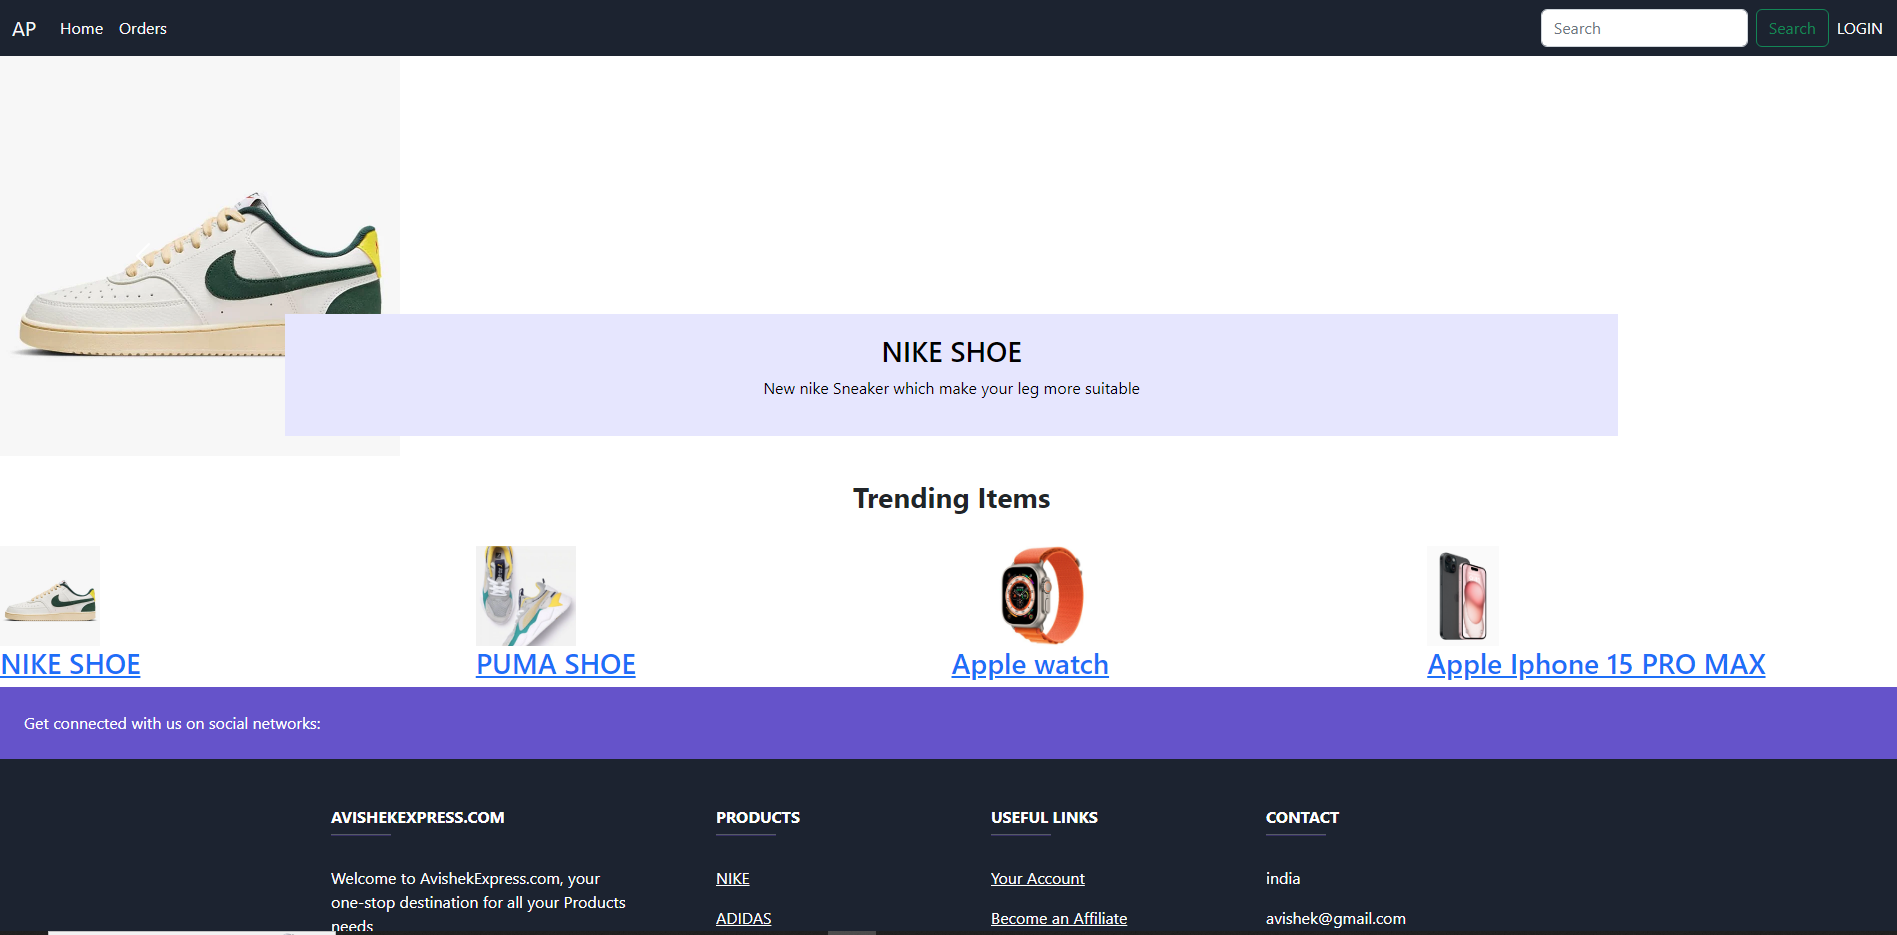 AP Home Orders Search Search LOGIN
NIKE SHOE
New nike Sneaker which make your leg more suitable
Trending Items
NIKE SHOE
PUMA SHOE
Apple watch
Apple Iphone 15 PRO MAX
Get connected with us on social networks:
AVISHEKEXPRESS.COM
Welcome to AvishekExpress.com, your
one-stop destination for all your Products
needs
PRODUCTS
NIKE
ADIDAS
USEFUL LINKS
Your Account
Become an Affiliate
CONTACT
india
avishek@gmail.com